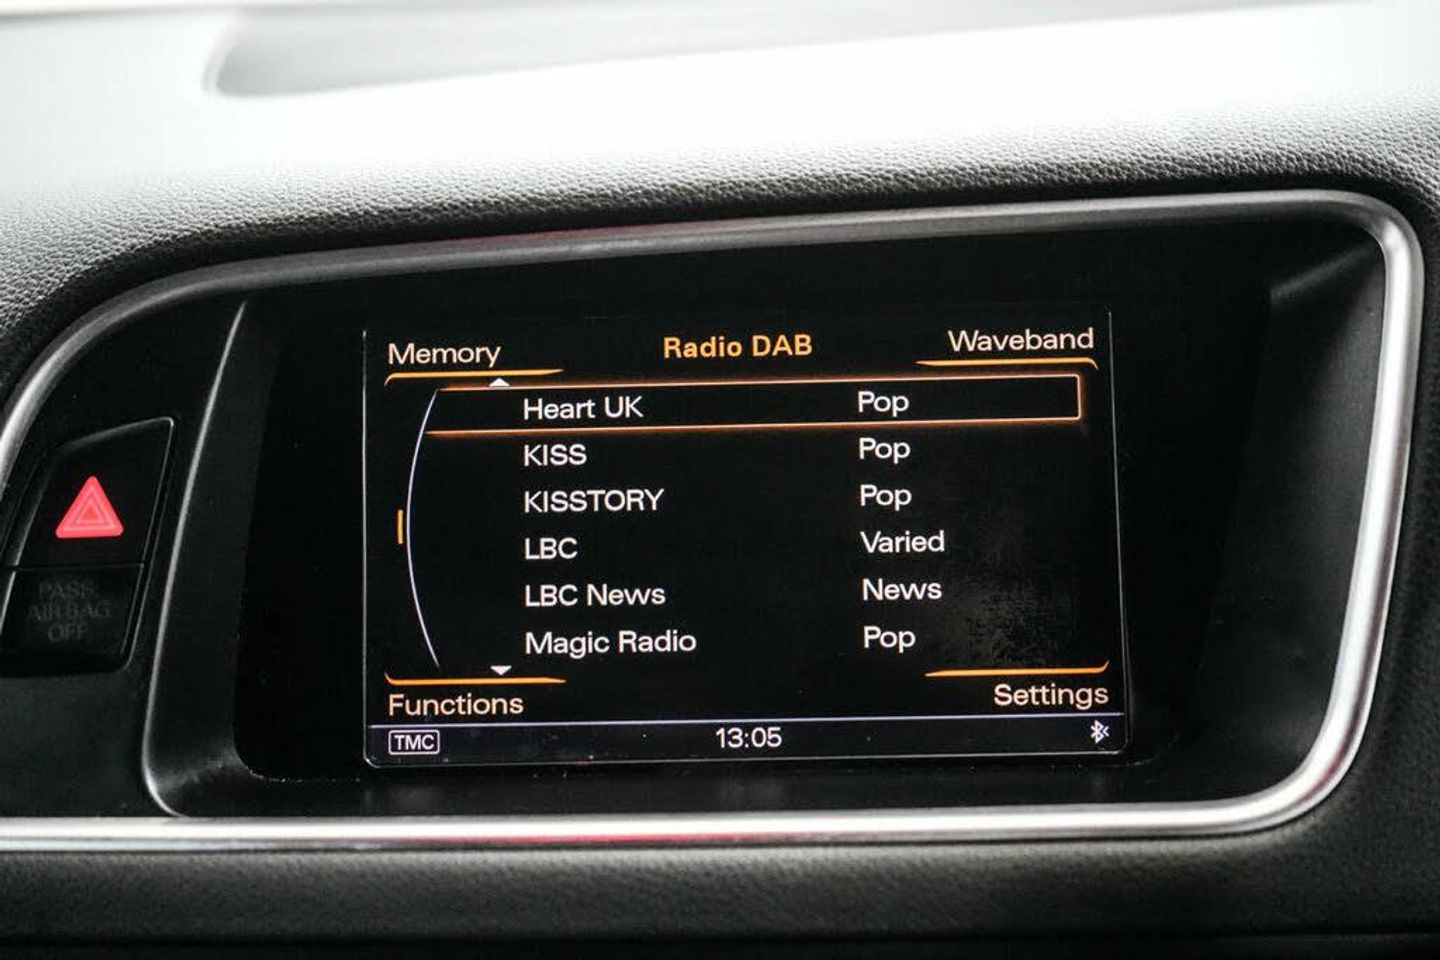 Memory Radio DAB Waveband
Heart UK Pop
KISS Pop
KISSTORY Pop
LBC Varied
LBC News News
Magic Radio Pop
Functions Settings
TMC 13:05
PASS.
AIR BAG
OFF